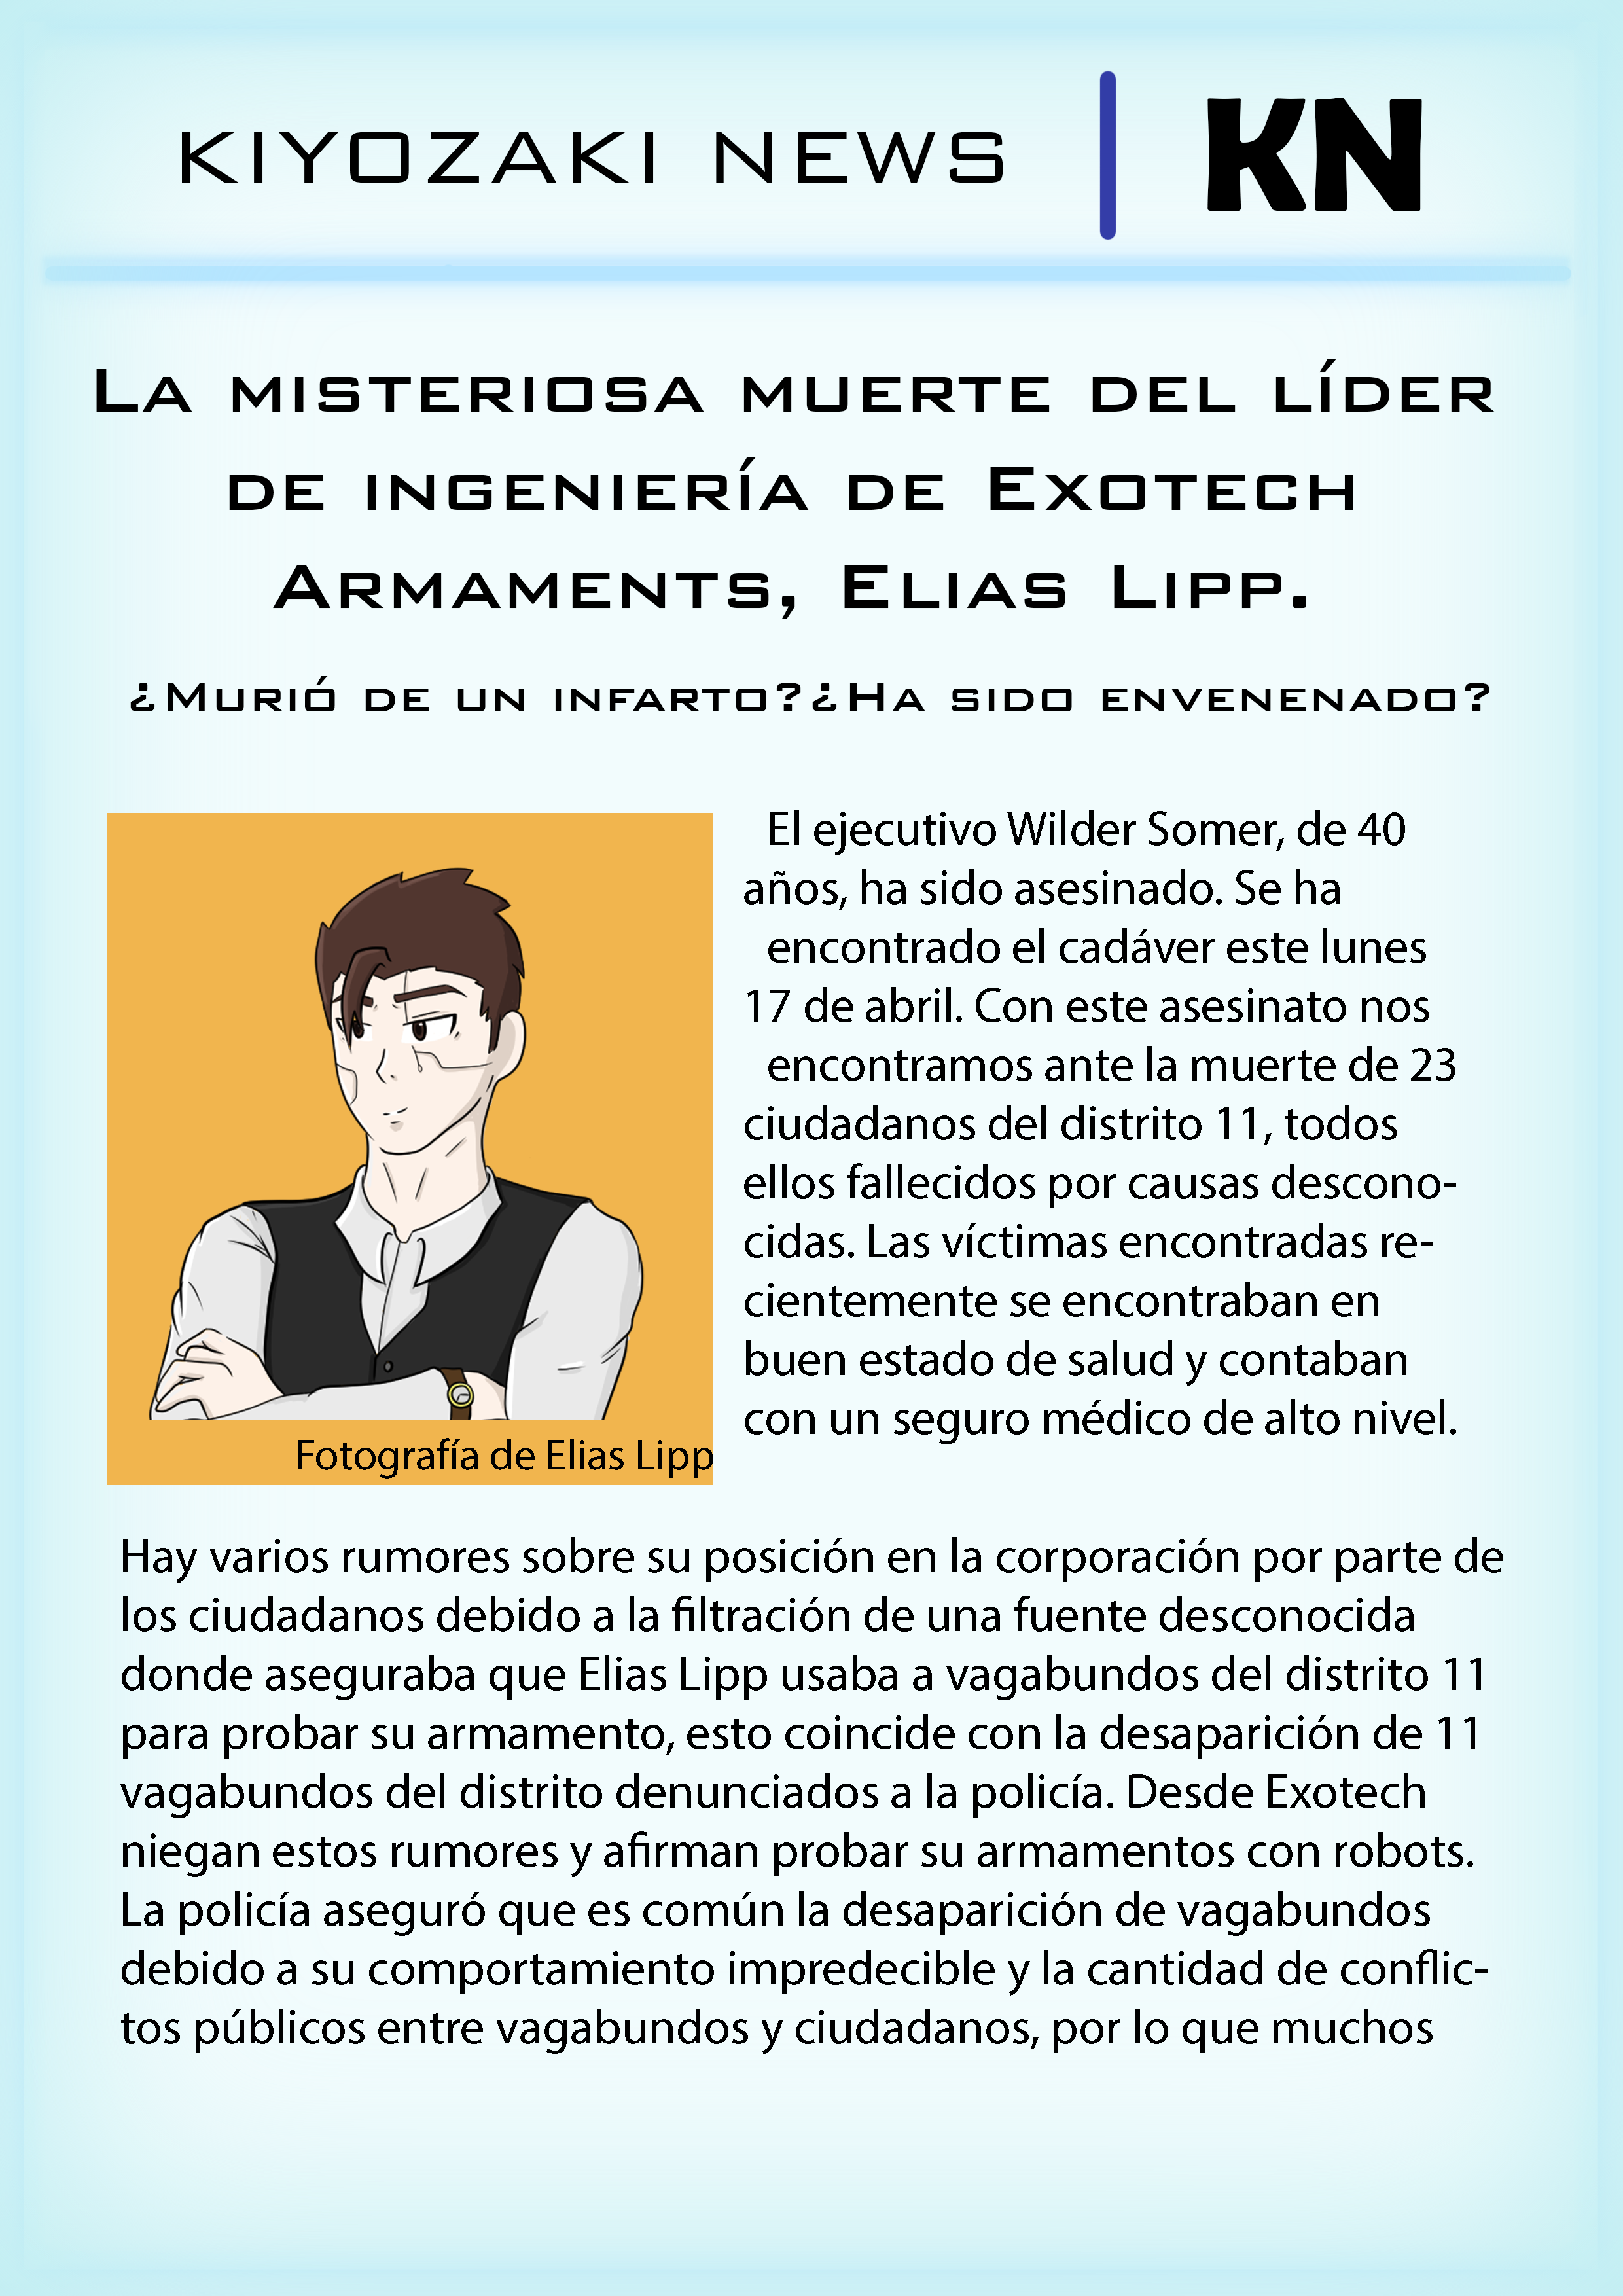 KIYOZAKI NEWS
KN
La misteriosa muerte del líder
de ingeniería de Exotech
Armaments, Elias Lipp.
¿Murió de un infarto?¿Ha sido envenenado?
El ejecutivo Wilder Somer, de 40
años, ha sido asesinado. Se ha
encontrado el cadáver este lunes
17 de abril. Con este asesinato nos
encontramos ante la muerte de 23
ciudadanos del distrito 11, todos
ellos fallecidos por causas descono-
cidas. Las víctimas encontradas re-
cientemente se encontraban en
buen estado de salud y contaban
con un seguro médico de alto nivel.
Fotografía de Elias Lipp
Hay varios rumores sobre su posición en la corporación por parte de
los ciudadanos debido a la filtración de una fuente desconocida
donde aseguraba que Elias Lipp usaba a vagabundos del distrito 11
para probar su armamento, esto coincide con la desaparición de 11
vagabundos del distrito denunciados a la policía. Desde Exotech
niegan estos rumores y afirman probar su armamentos con robots.
La policía aseguró que es común la desaparición de vagabundos
debido a su comportamiento impredecible y la cantidad de conflic-
tos públicos entre vagabundos y ciudadanos, por lo que muchos